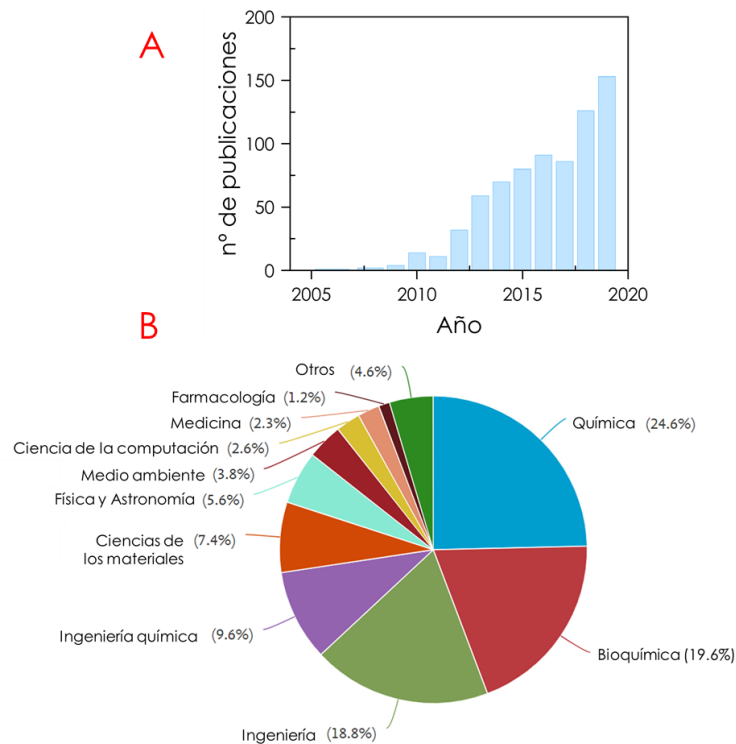 A
200
150
100
50
0
nº de publicaciones
2005 2010 2015 2020
Año
B
Otros (4.6%)
Farmacología (1.2%)
Medicina (2.3%)
Ciencia de la computación (2.6%)
Medio ambiente (3.8%)
Física y Astronomía (5.6%)
Ciencias de (7.4%)
los materiales
Ingeniería química (9.6%)
Ingeniería (18.8%)
Química (24.6%)
Bioquímica (19.6%)